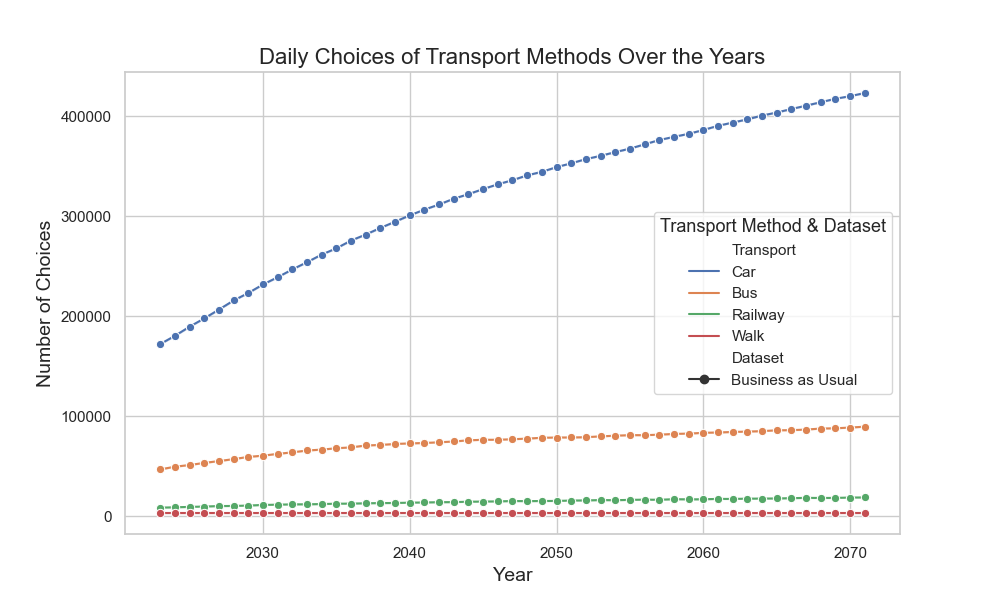 Daily Choices of Transport Methods Over the Years
Number of Choices
400000
300000
200000
100000
0
Transport Method & Dataset
Transport
Car
Bus
Railway
Walk
Dataset
Business as Usual
2030
2040
2050
2060
2070
Year